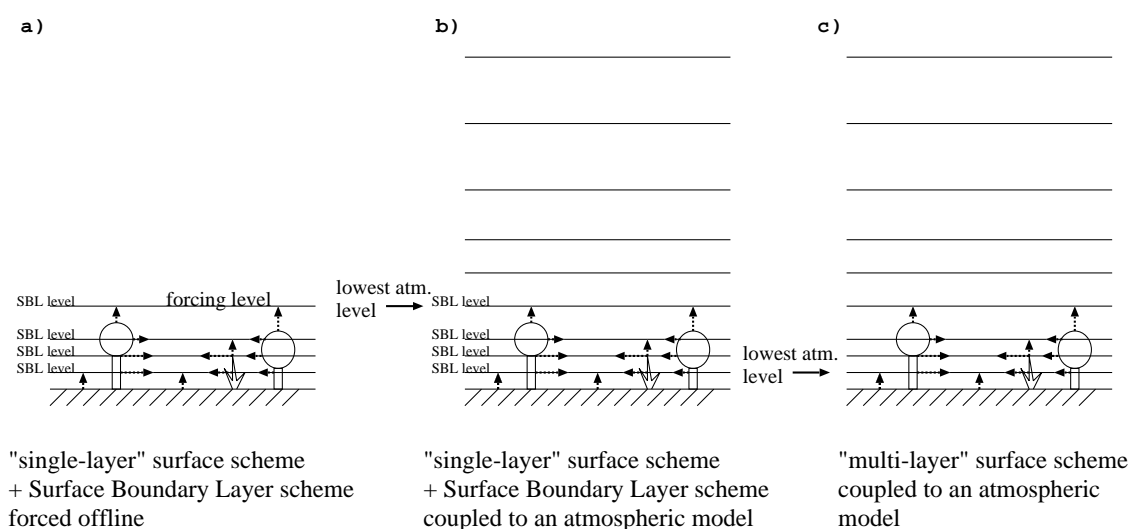 a)
b)
c)
SBL level
forcing level
SBL level
SBL level
SBL level
lowest atm.
level
SBL level
SBL level
SBL level
SBL level
lowest atm.
level
"single-layer" surface scheme
+ Surface Boundary Layer scheme
forced offline
"single-layer" surface scheme
+ Surface Boundary Layer scheme
coupled to an atmospheric model
"multi-layer" surface scheme
coupled to an atmospheric
model